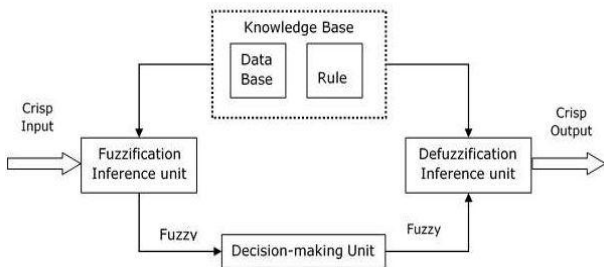 Knowledge Base
Data
Base
Rule
Crisp
Input
Crisp
Output
Fuzzification
Inference unit
Defuzzification
Inference unit
Fuzzy
Decision-making Unit
Fuzzy